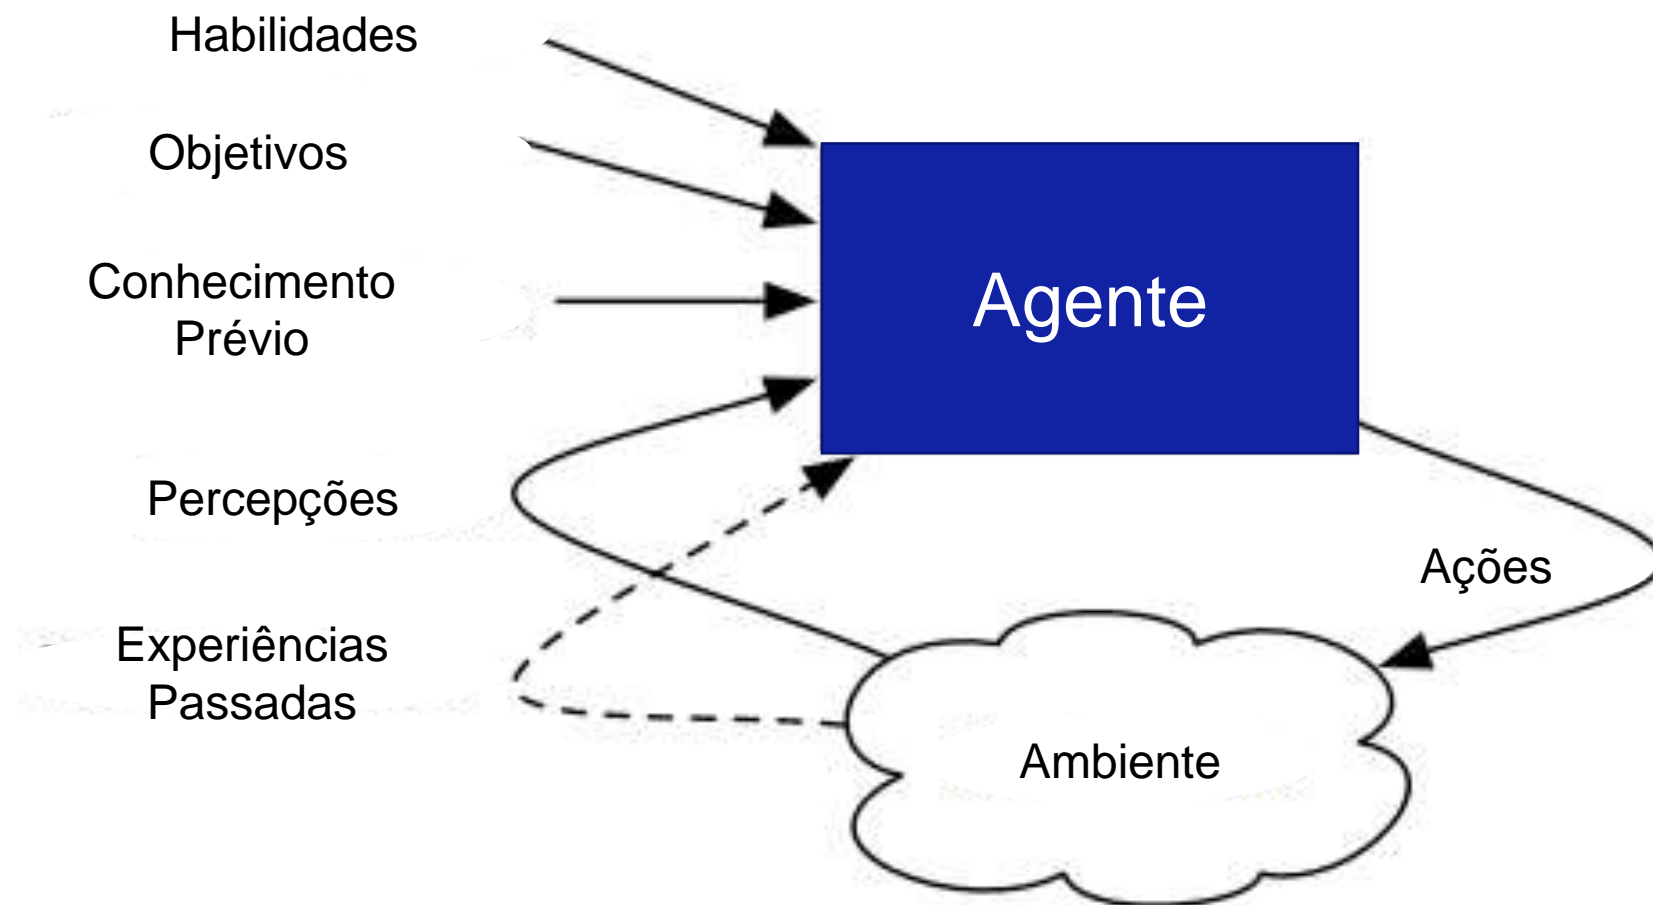 Habilidades
Objetivos
Conhecimento
Prévio
Agente
Percepções
Ações
Experiências
Passadas
Ambiente